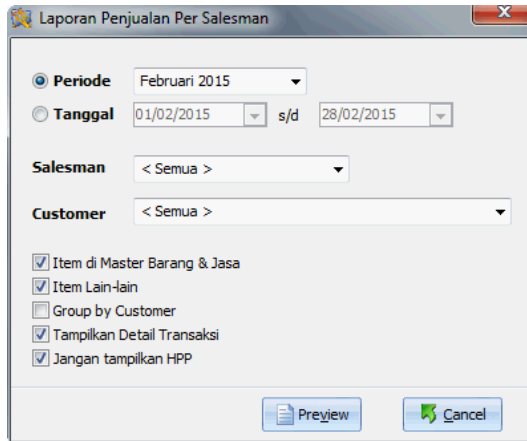 Laporan Penjualan Per Salesman
Periode Februari 2015
Tanggal 01/02/2015 s/d 28/02/2015
Salesman < Semua >
Customer < Semua >
Item di Master Barang & Jasa
Item Lain-lain
Group by Customer
Tampilkan Detail Transaksi
Jangan tampilkan HPP
Preview Cancel